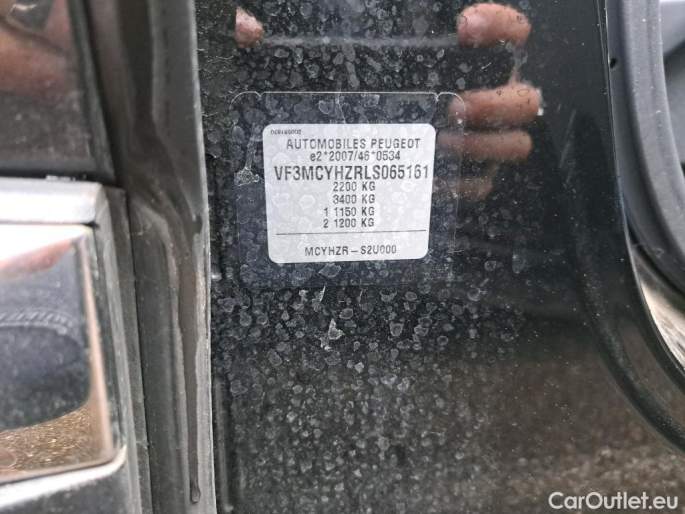 AUTOMOBILES PEUGEOT
e2*2007/46*0534
VF3MCYHZRLS065161
2200 KG
3400 KG
1 1150 KG
2 1200 KG
MCYHZR-S2U000
CarOutlet.eu